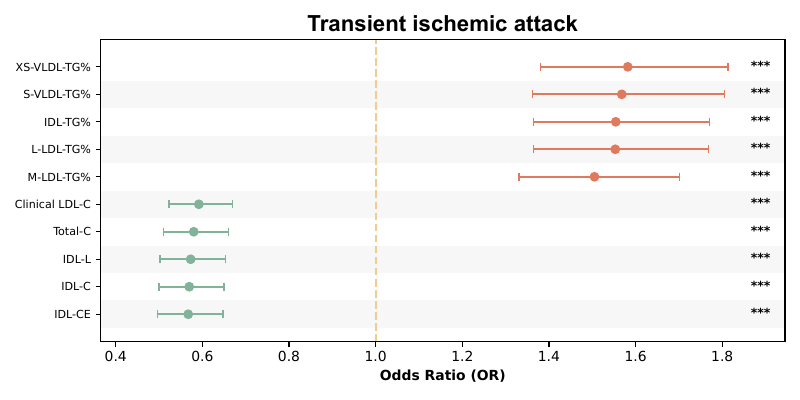 Transient ischemic attack
XS-VLDL-TG% ***
S-VLDL-TG% ***
IDL-TG% ***
L-LDL-TG% ***
M-LDL-TG% ***
Clinical LDL-C ***
Total-C ***
IDL-L ***
IDL-C ***
IDL-CE ***
0.4 0.6 0.8 1.0 1.2 1.4 1.6 1.8
Odds Ratio (OR)